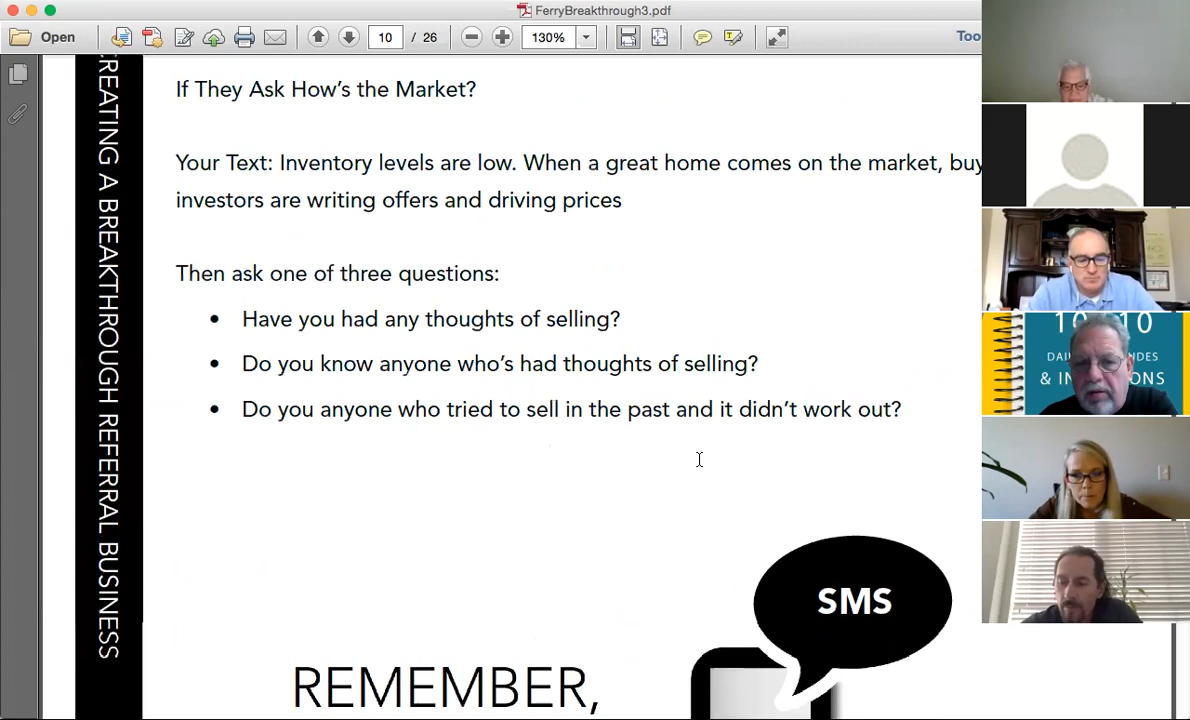 FerryBreakthrough3.pdf
Open
10 / 26
130%
Too
CREATING A BREAKTHROUGH REFERRAL BUSINESS
If They Ask How's the Market?
Your Text: Inventory levels are low. When a great home comes on the market, buy
investors are writing offers and driving prices
Then ask one of three questions:
• Have you had any thoughts of selling?
• Do you know anyone who's had thoughts of selling?
• Do you anyone who tried to sell in the past and it didn't work out?
SMS
REMEMBER,
10 10
DAI UDES
& IN ONS